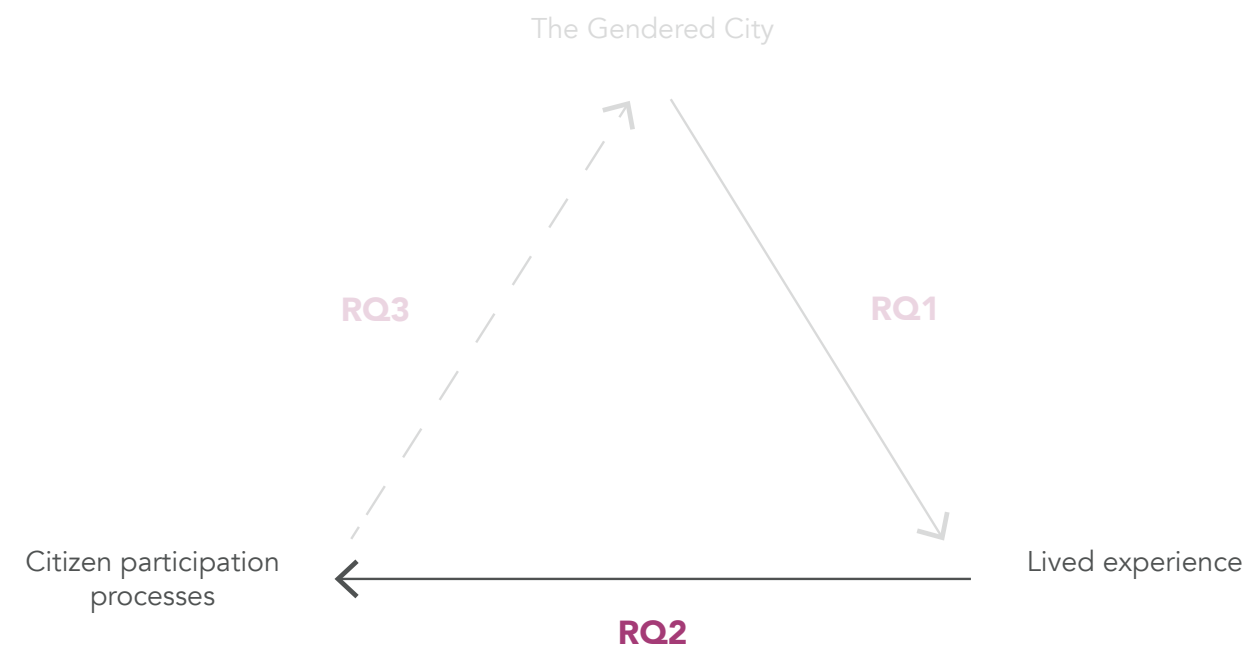 The Gendered City
RQ3
RQ1
Citizen participation
processes
Lived experience
RQ2